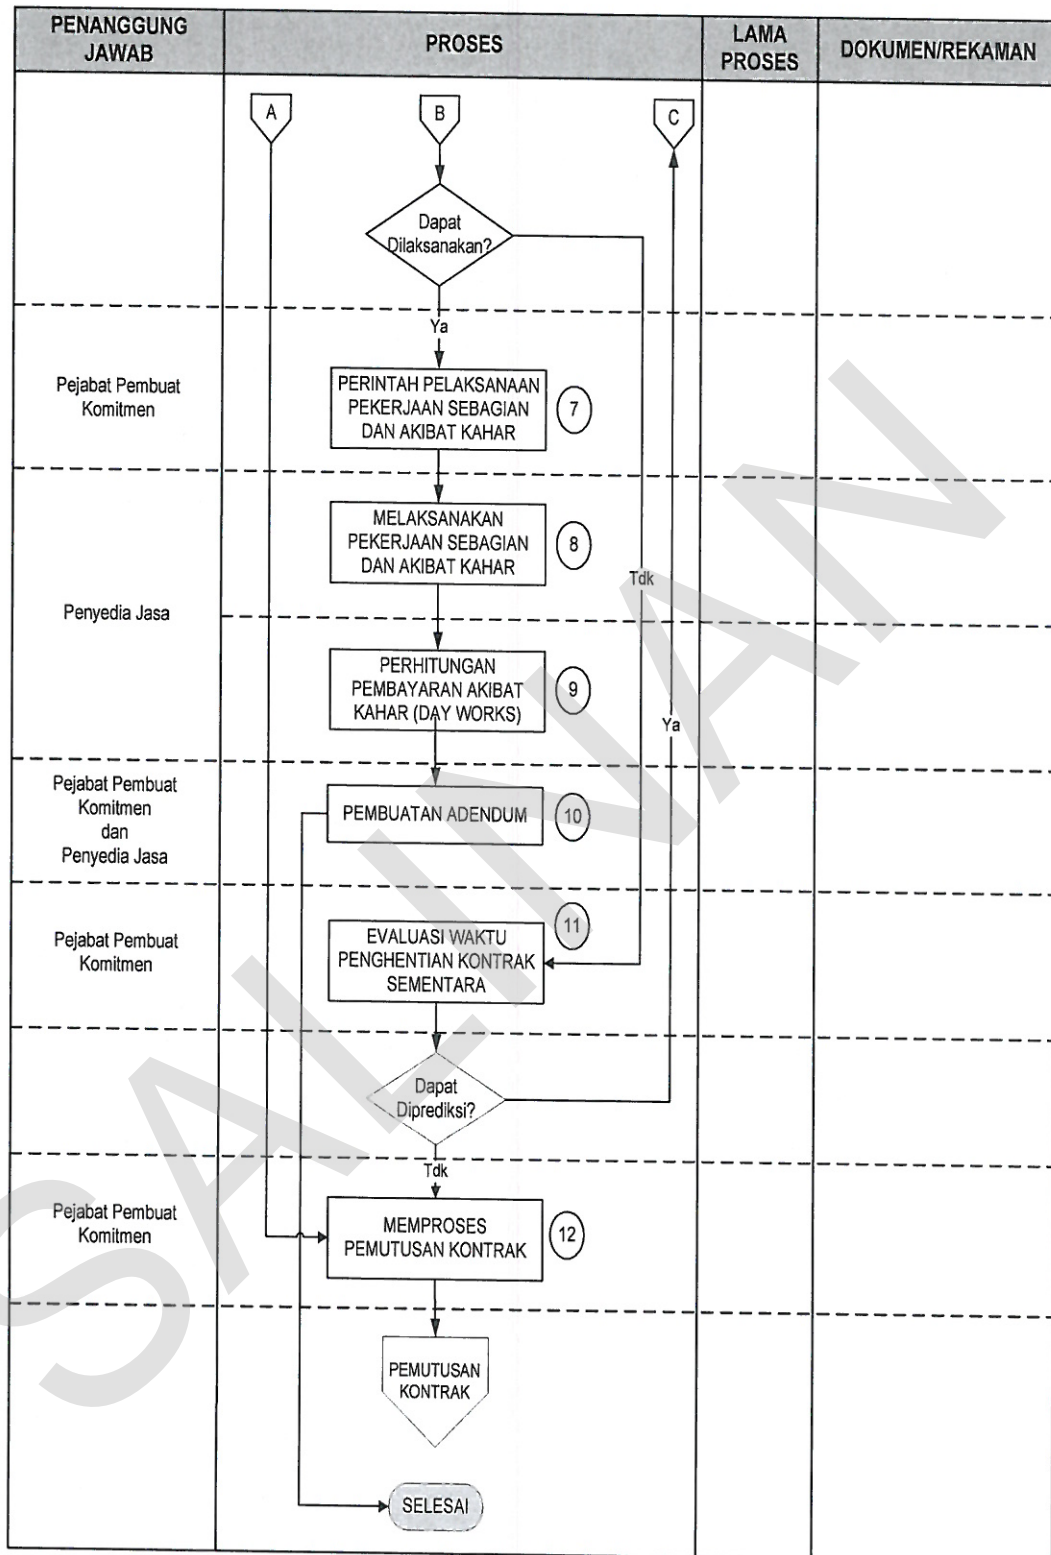 PENANGGUNG
JAWAB
PROSES
LAMA
PROSES
DOKUMEN/REKAMAN
A
B
C
Dapat
Dilaksanakan?
Ya
Pejabat Pembuat
Komitmen
PERINTAH PELAKSANAAN
PEKERJAAN SEBAGIAN
DAN AKIBAT KAHAR
7
MELAKSANAKAN
PEKERJAAN SEBAGIAN
DAN AKIBAT KAHAR
8
Tdk
Penyedia Jasa
PERHITUNGAN
PEMBAYARAN AKIBAT
KAHAR (DAY WORKS)
9
Ya
Pejabat Pembuat
Komitmen
dan
Penyedia Jasa
PEMBUATAN ADENDUM
10
Pejabat Pembuat
Komitmen
EVALUASI WAKTU
PENGHENTIAN KONTRAK
SEMENTARA
11
Dapat
Diprediksi?
Tdk
Pejabat Pembuat
Komitmen
MEMPROSES
PEMUTUSAN KONTRAK
12
PEMUTUSAN
KONTRAK
SELESAI
SALINAN